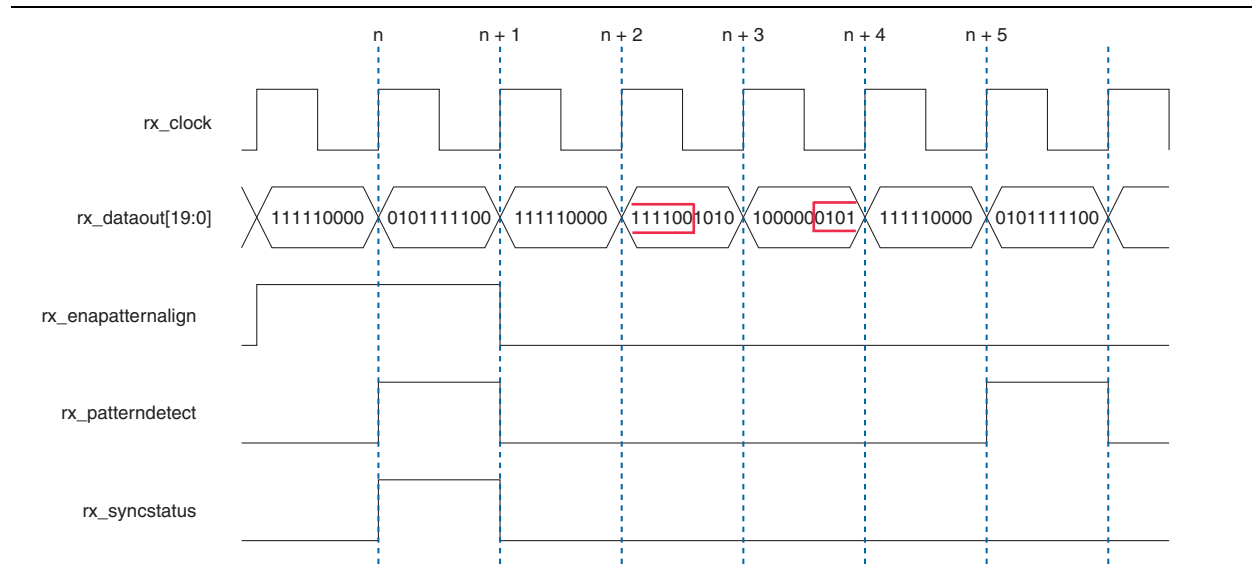 n n + 1 n + 2 n + 3 n + 4 n + 5
rx_clock
rx_dataout[19:0] 111110000 0101111100 111110000 1111001010 1000000101 111110000 0101111100
rx_enapatternalign
rx_patterndetect
rx_syncstatus